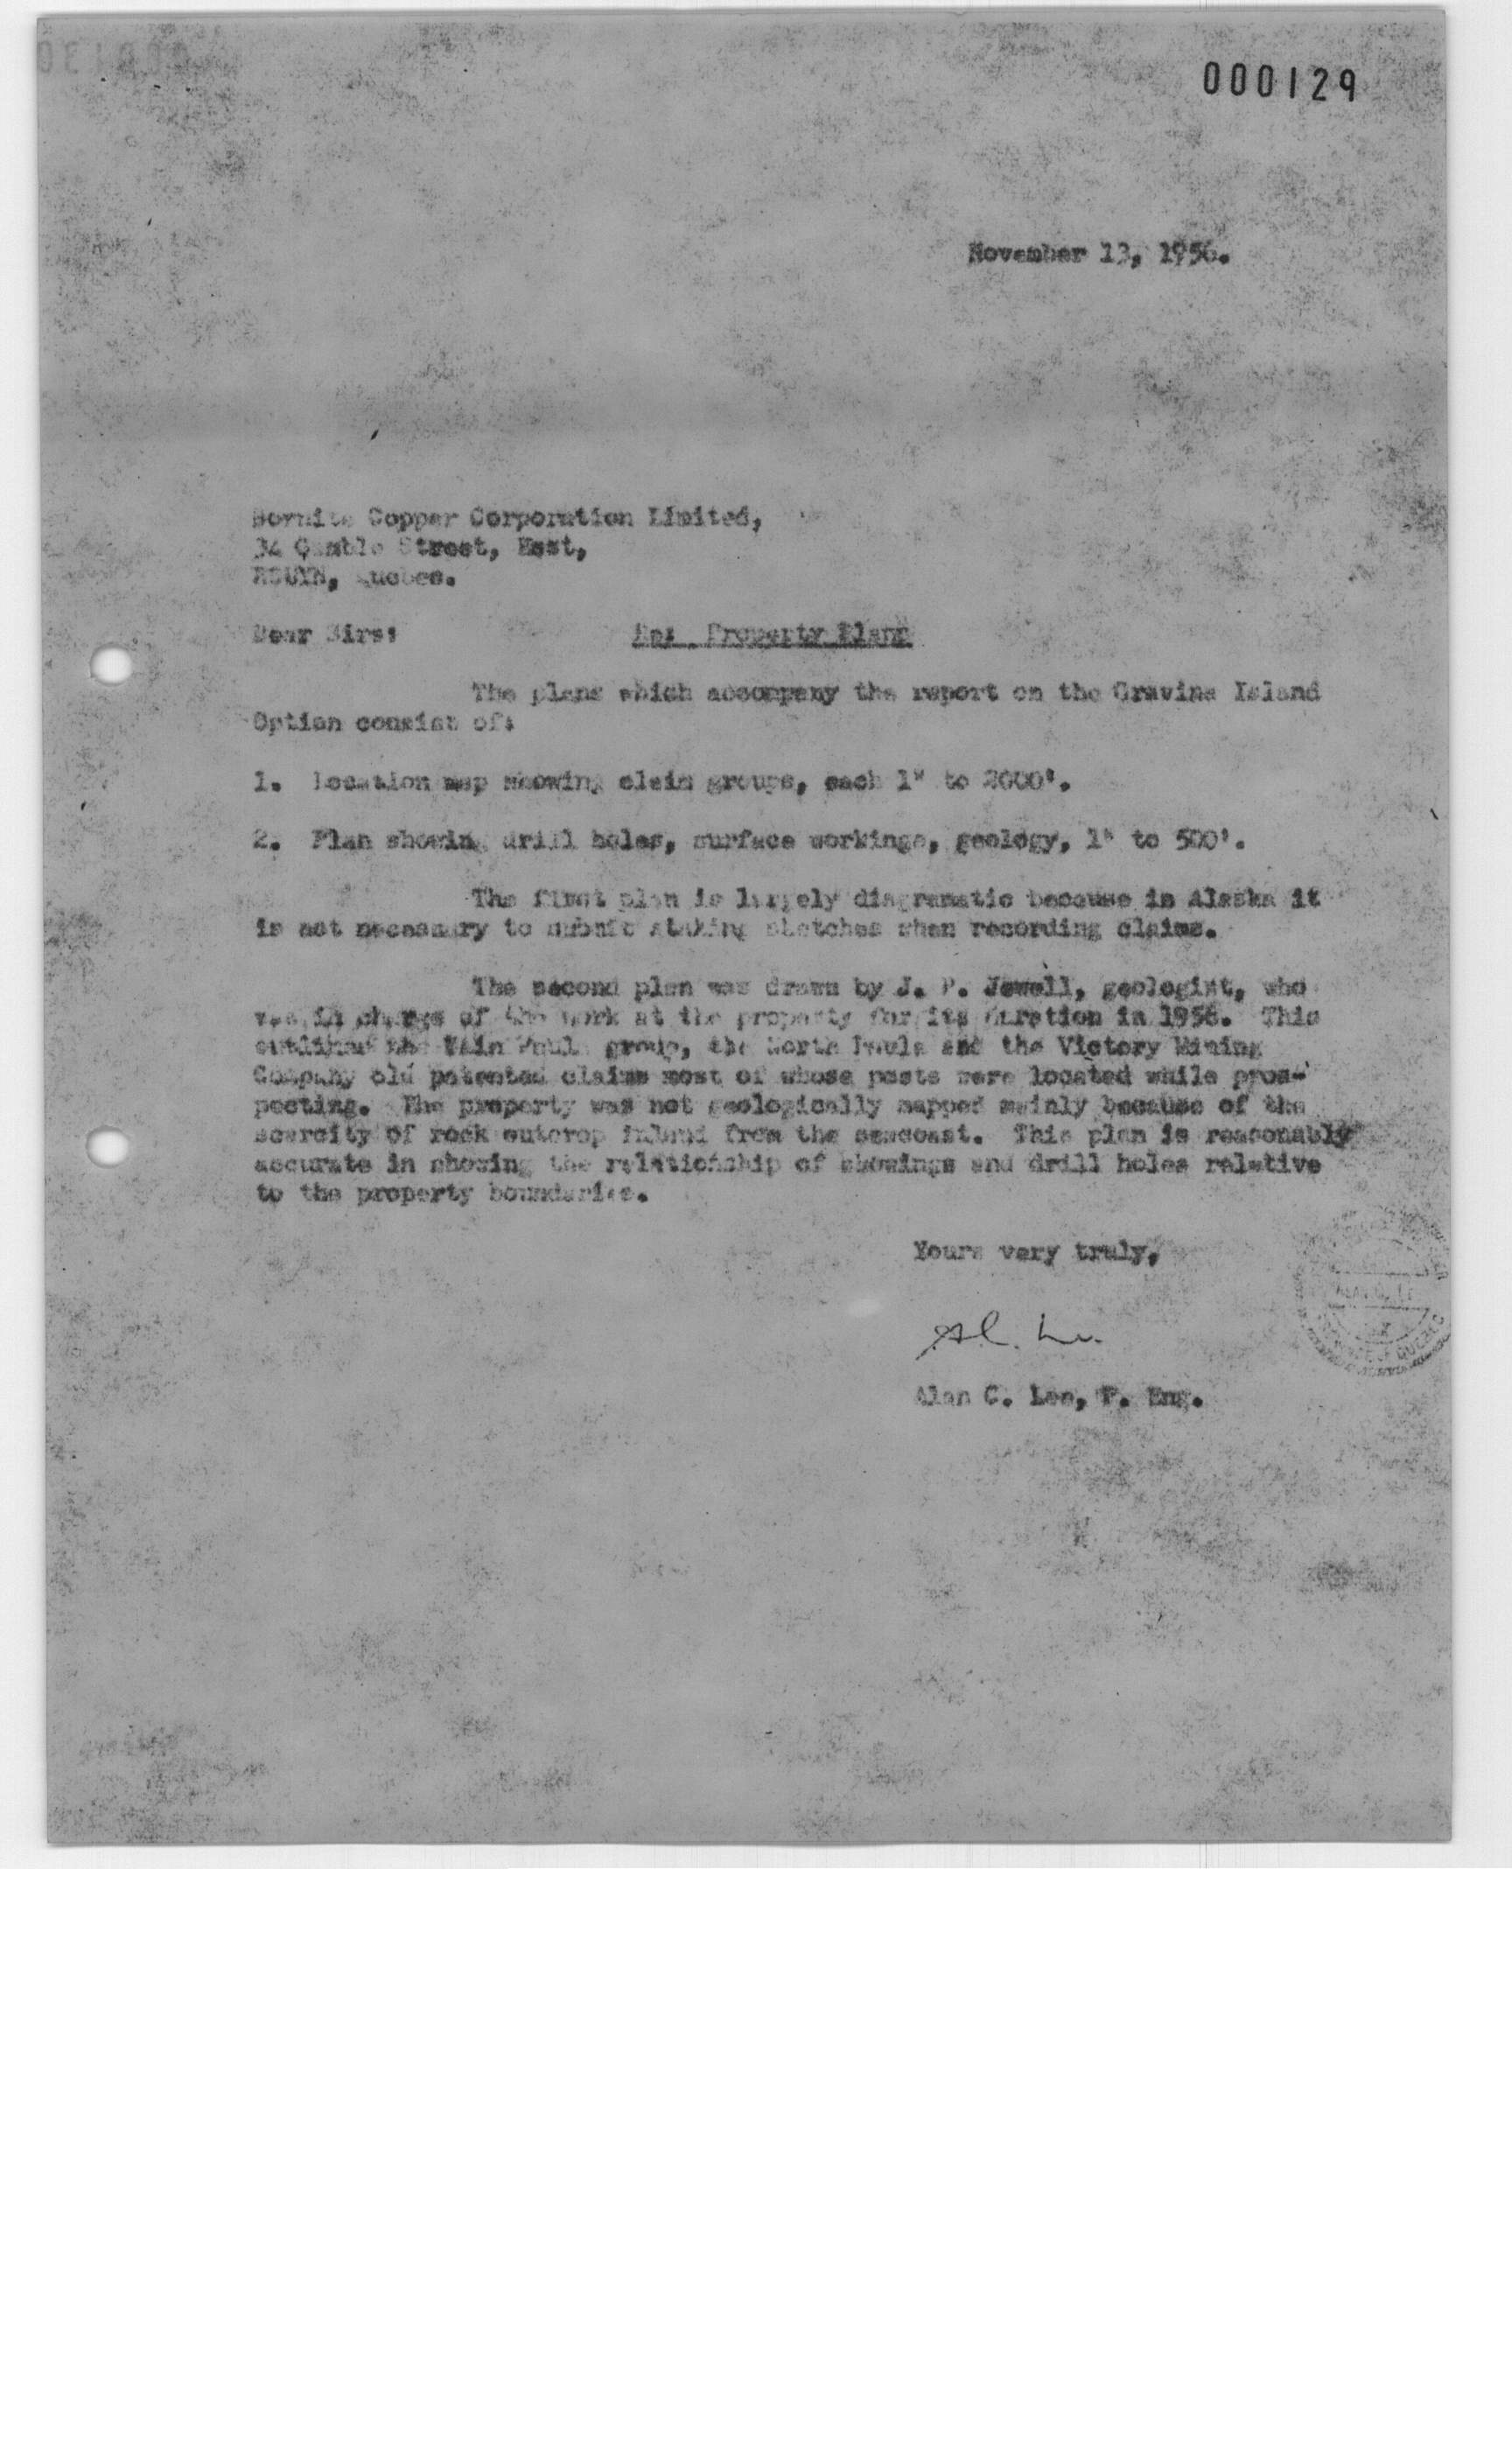 000129
November 13, 1956.
Bornite Copper Corporation Limited,
34 Gamble Street, East,
ROUYN, Quebec.
Dear Sirs: Re: Property Plans
The plans which accompany the report on the Gravina Island
Option consist of:
1. Location map showing claim groups, each 1" to 2000'.
2. Plan showing drill holes, surface workings, geology, 1" to 500'.
The first plan is largely diagramatic because in Alaska it
is not necessary to submit staking sketches when recording claims.
The second plan was drawn by J. P. Jewell, geologist, who
was in charge of the work at the property for its duration in 1956. This
outlines the Main Paula group, the North Paula and the Victory Mining
Company old patented claims most of whose posts were located while pros-
pecting. The property was not geologically mapped mainly because of the
scarcity of rock outcrop inland from the seacoast. This plan is reasonably
accurate in showing the relationship of showings and drill holes relative
to the property boundaries.
Yours very truly,
Alan C. Lee, P. Eng.